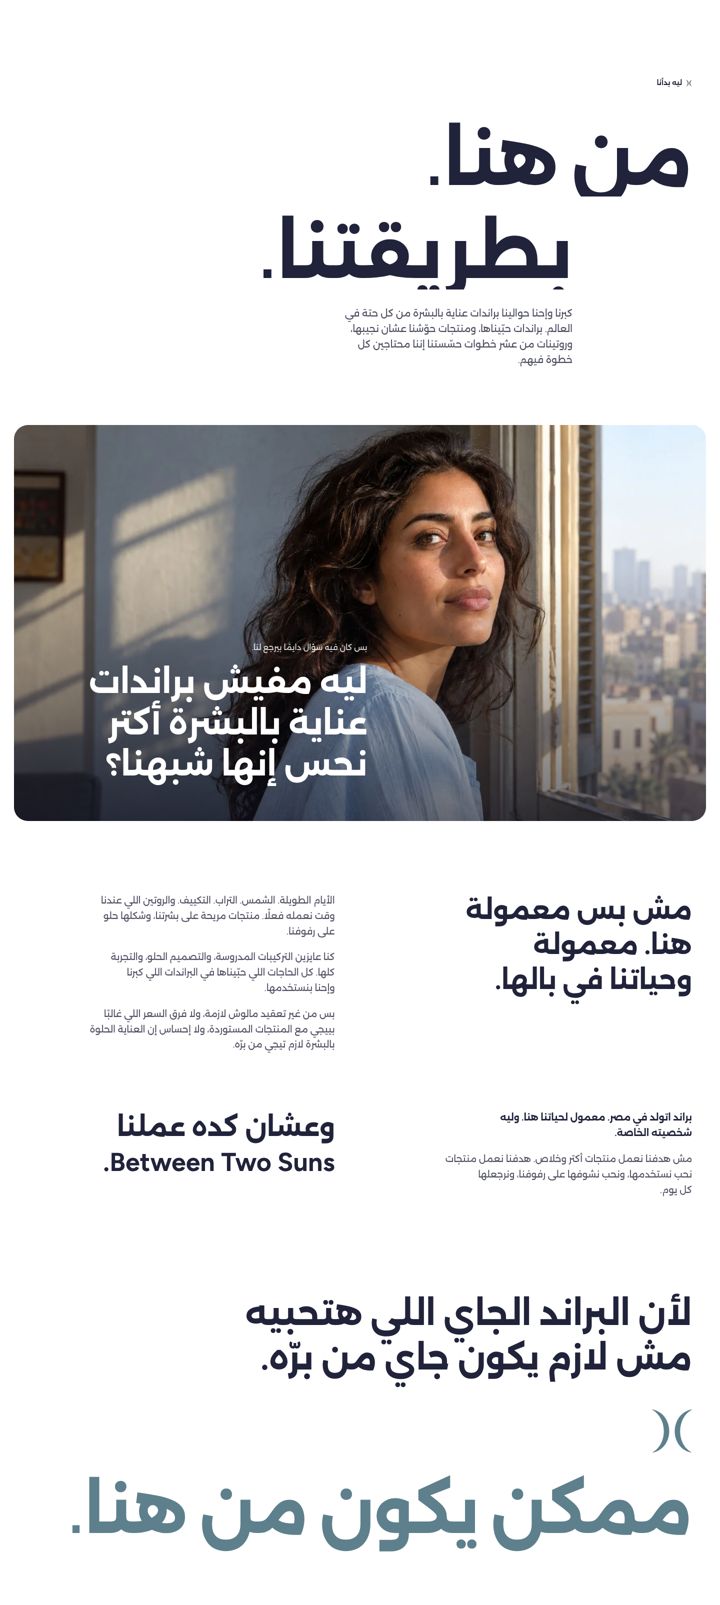 ليه بدأنا
من هنا.
بطريقتنا.
كبرنا وإحنا حوالينا براندات عناية بالبشرة من كل حتة في
العالم. براندات حبّيناها، ومنتجات حوّشنا عشان نجيبها،
وروتينات من عشر خطوات حسّستنا إننا محتاجين كل
خطوة فيهم.
بس كان فيه سؤال دايمًا بيرجع لنا.
ليه مفيش براندات
عناية بالبشرة أكتر
نحس إنها شبهنا؟
مش بس معمولة
هنا. معمولة
وحياتنا في بالها.
الأيام الطويلة. الشمس. التراب. التكييف. والروتين اللي عندنا
وقت نعمله فعلًا. منتجات مريحة على بشرتنا، وشكلها حلو
على رفوفنا.
كنا عايزين التركيبات المدروسة، والتصميم الحلو، والتجربة
كلها. كل الحاجات اللي حبّيناها في البراندات اللي كبرنا
وإحنا بنستخدمها.
بس من غير تعقيد مالوش لازمة، ولا فرق السعر اللي غالبًا
بييجي مع المنتجات المستوردة، ولا إحساس إن العناية الحلوة
بالبشرة لازم تيجي من برّه.
وعشان كده عملنا
Between Two Suns.
براند اتولد في مصر. معمول لحياتنا هنا. وليه
شخصيته الخاصة.
مش هدفنا نعمل منتجات أكتر وخلاص. هدفنا نعمل منتجات
نحب نستخدمها، ونحب نشوفها على رفوفنا، ونرجعلها
كل يوم.
لأن البراند الجاي اللي هتحبيه
مش لازم يكون جاي من برّه.
ممكن يكون من هنا.